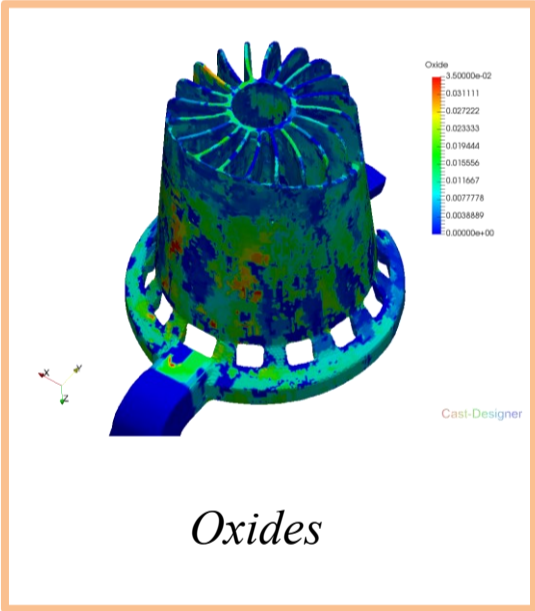 Oxide
3.50000e-02
0.031111
0.027222
0.023333
0.019444
0.015556
0.011667
0.0077778
0.0038889
0.00000e+00
X
Y
Z
Cast-Designer
Oxides